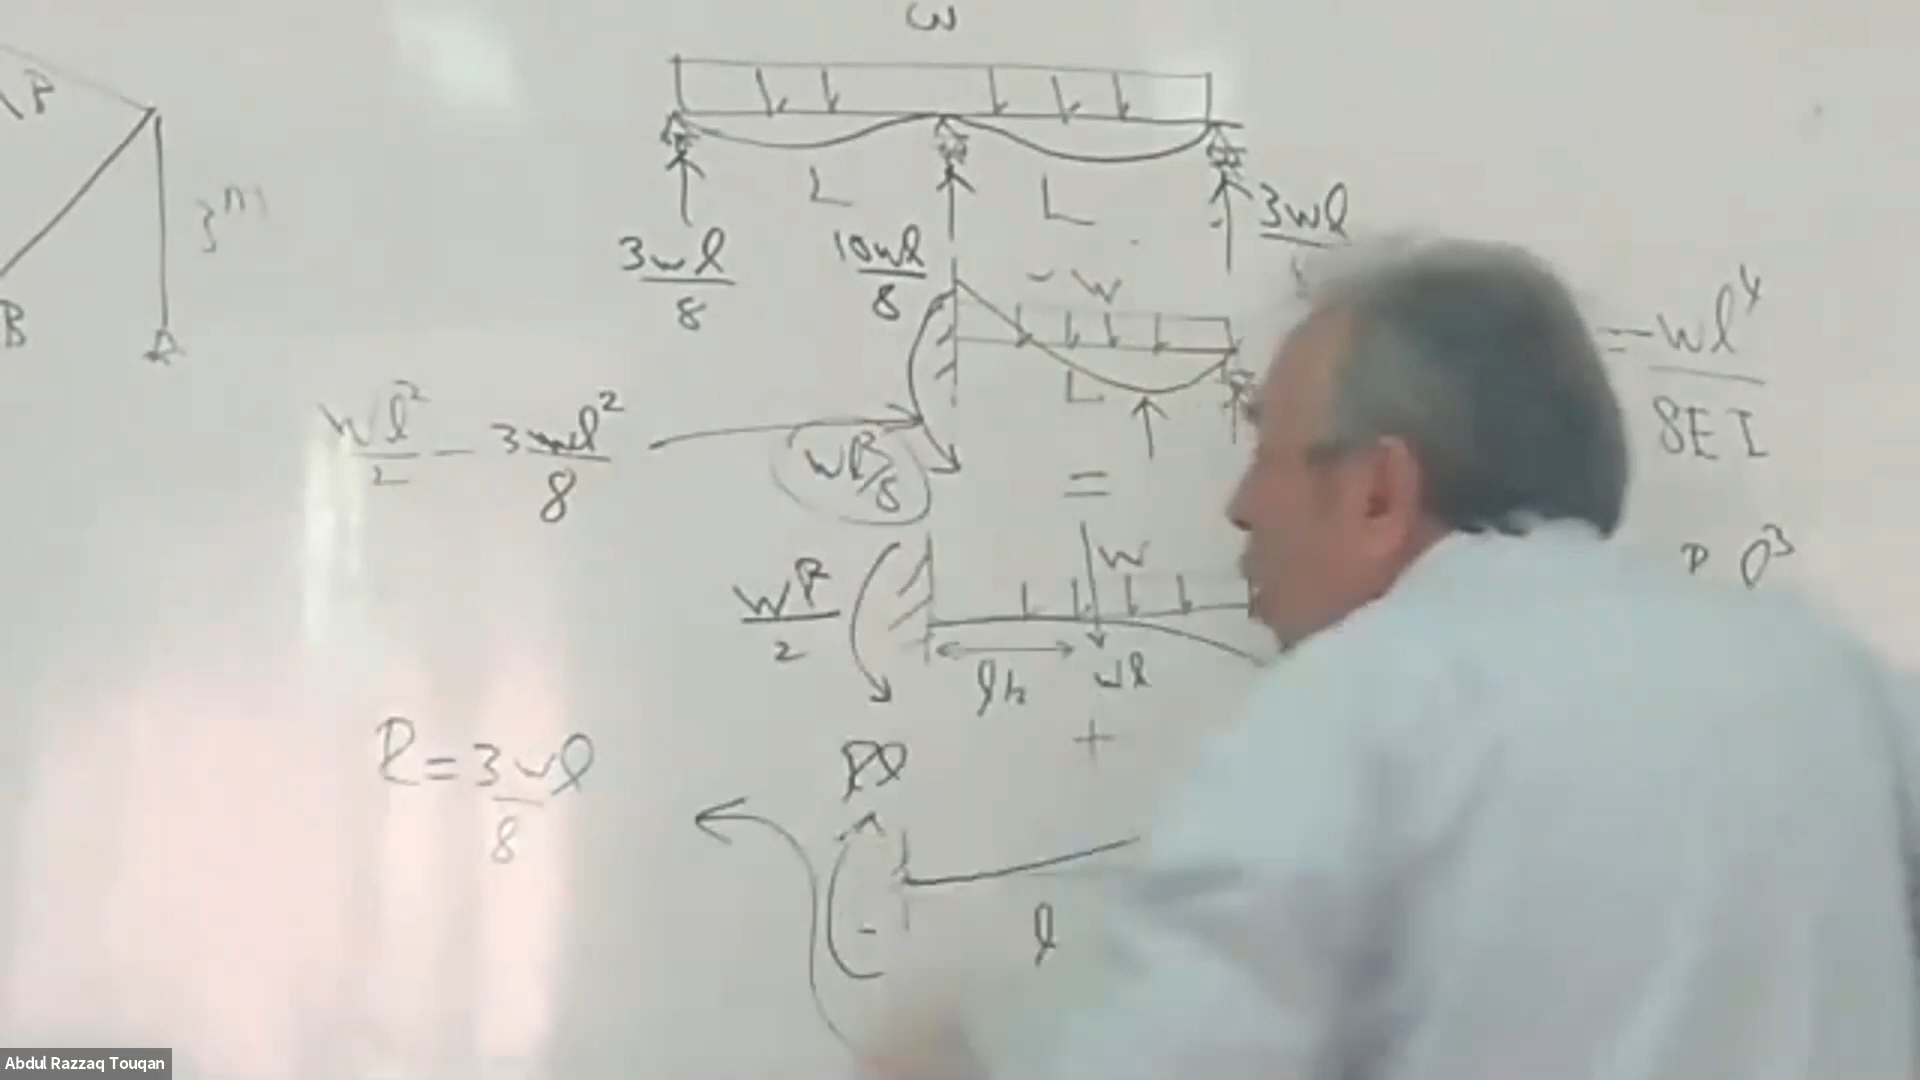 w
P
3m
L
L
3wl
8
10wl
8
3wl
B
w
L
= -wl⁴
8EI
wl²
2
- 3wl²
8
wl²/8
=
w
wl²
2
l/2
wl
+
R = 3wl
8
Rl
l
Abdul Razzaq Touqan